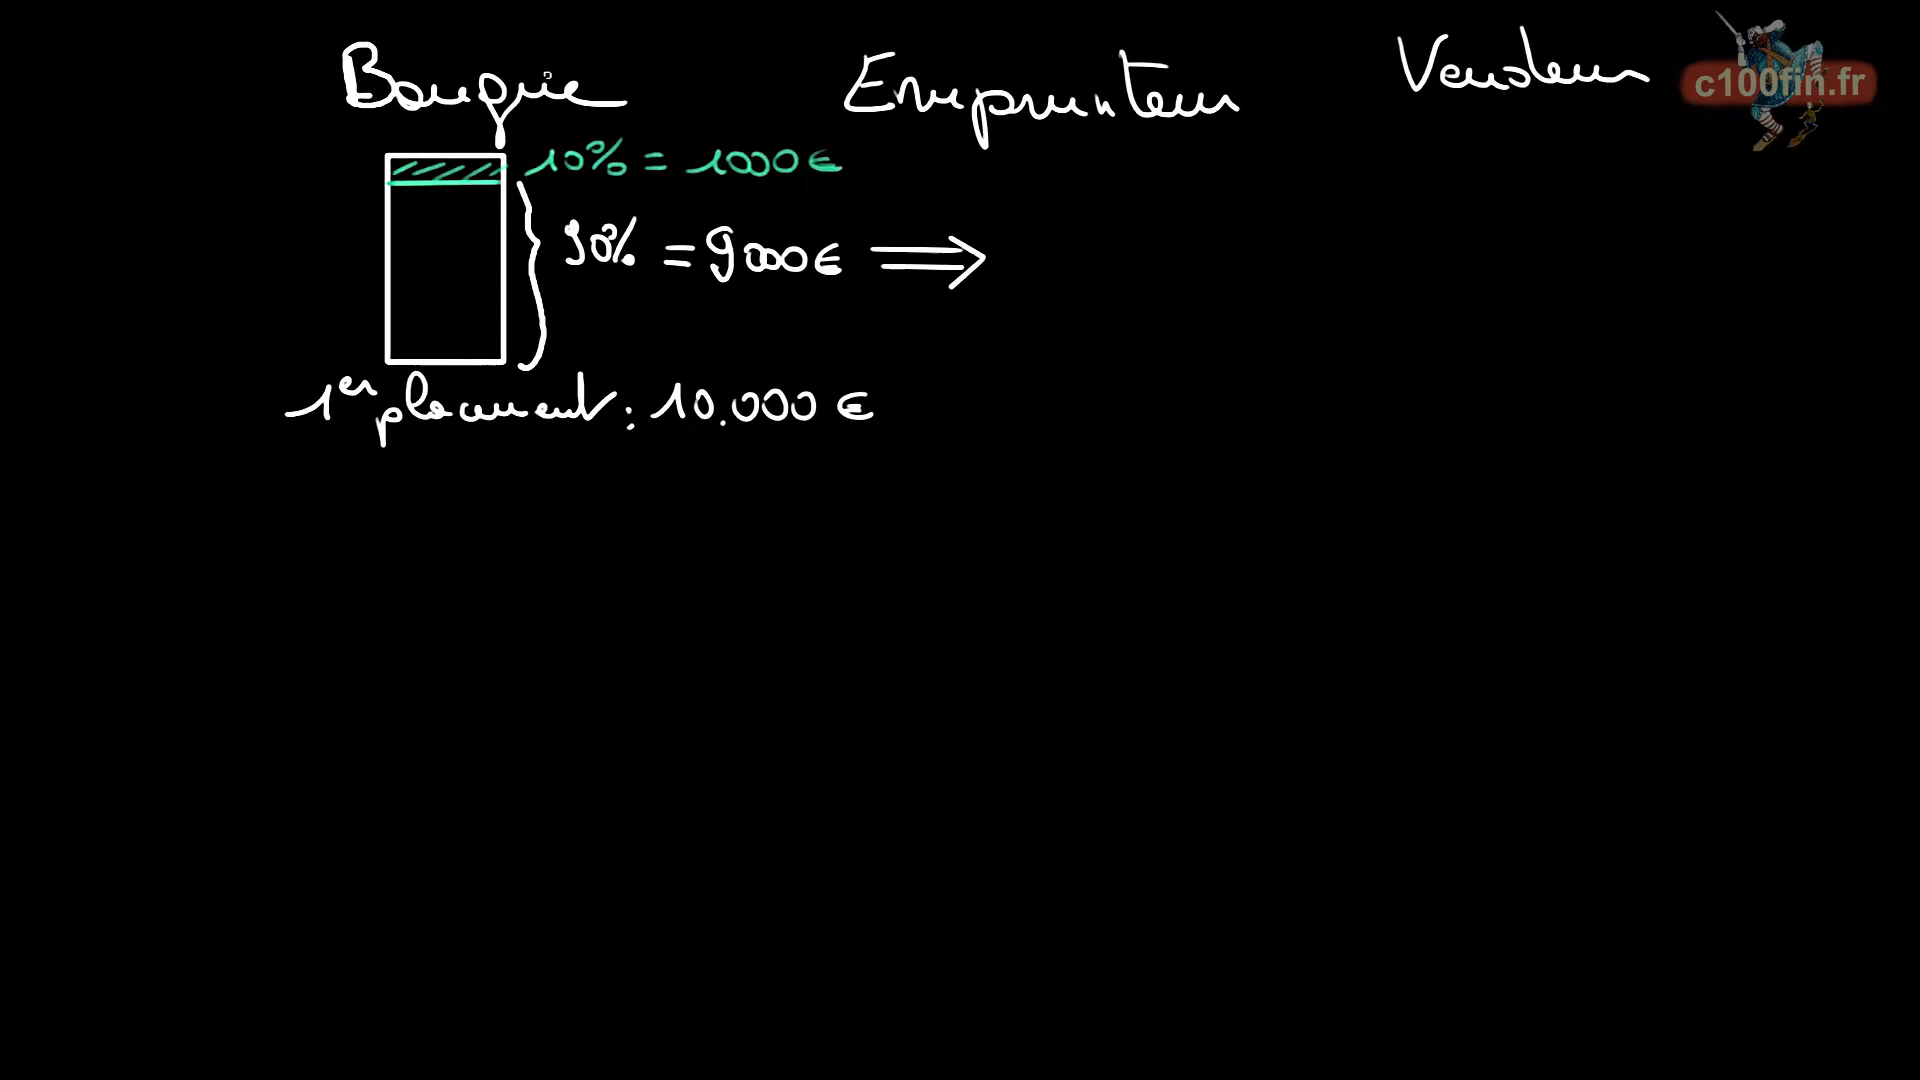 Banque Emprunteur Vendeur
c100fin.fr
10% = 1000 €
90% = 9000 € ⇒
1er placement : 10.000 €